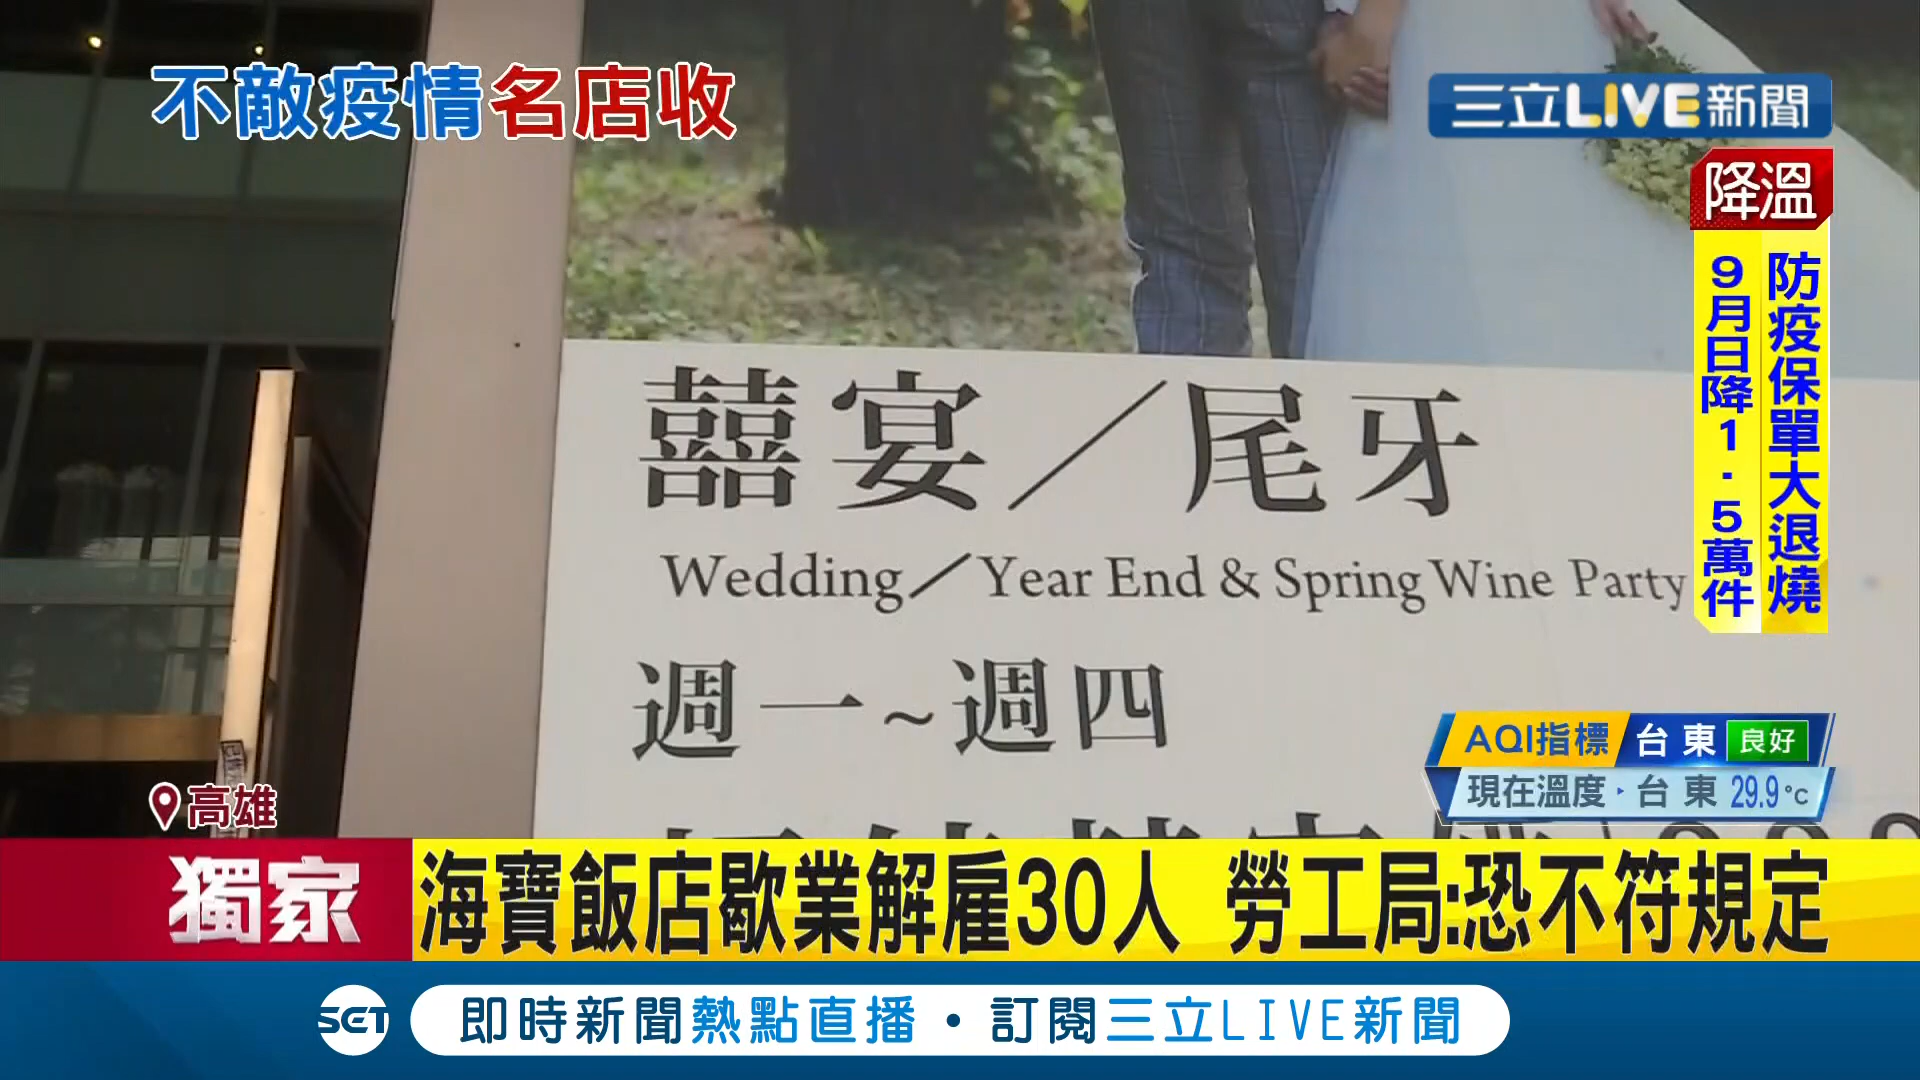 不敵疫情名店收
三立LIVE新聞
降溫
防疫保單大退燒
9月日降1.5萬件
囍宴／尾牙
Wedding／Year End & Spring Wine Party
週一~週四
AQI指標 台東 良好
現在溫度・台東 29.9°C
高雄
獨家 海寶飯店歇業解雇30人 勞工局:恐不符規定
SET 即時新聞熱點直播・訂閱三立LIVE新聞